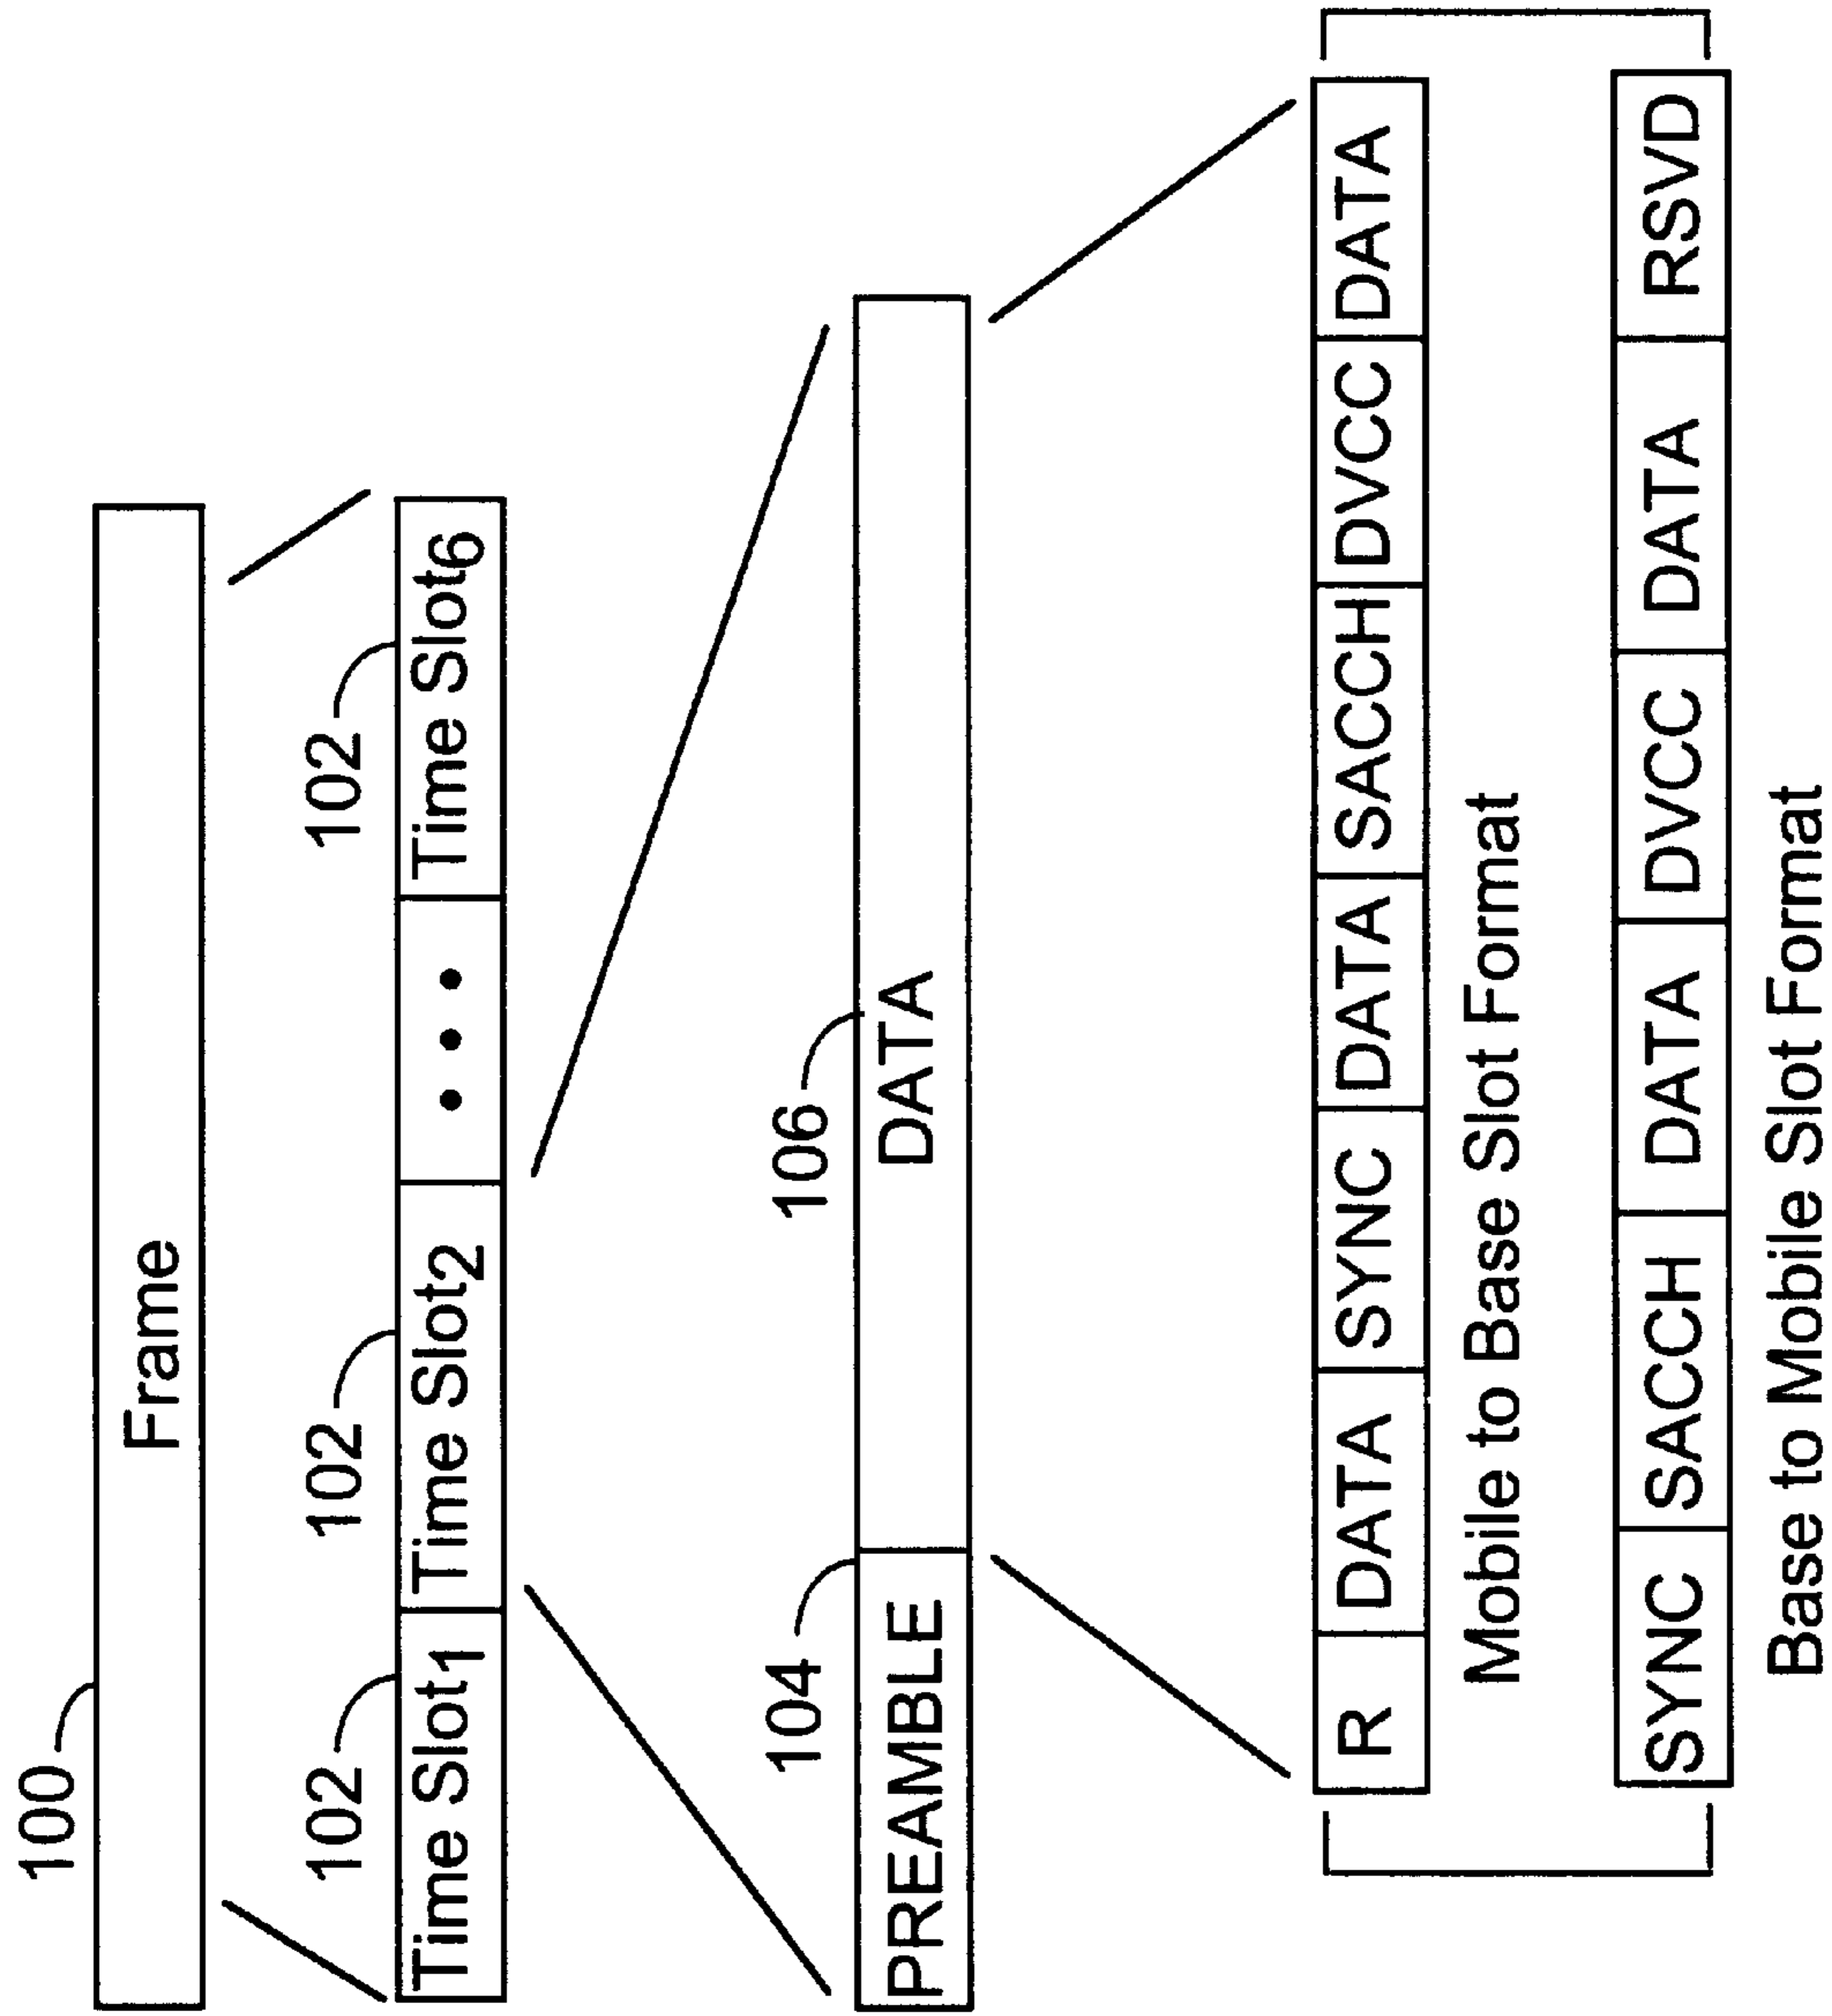 100
Frame
102 102 102
Time Slot1 Time Slot2 • • • Time Slot6
104 106
PREAMBLE DATA
R DATA SYNC DATA SACCH DVCC DATA
Mobile to Base Slot Format
SYNC SACCH DATA DVCC DATA RSVD
Base to Mobile Slot Format